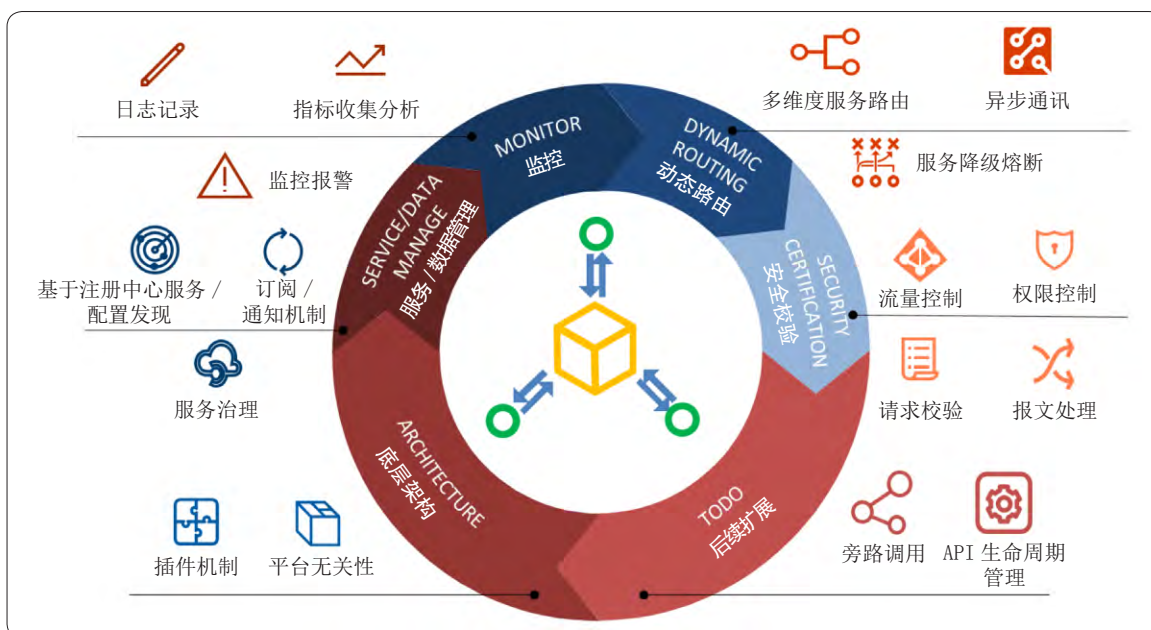 日志记录
指标收集分析
监控报警
基于注册中心服务 /
配置发现
订阅 /
通知机制
服务治理
插件机制
平台无关性
MONITOR
监控
DYNAMIC
ROUTING
动态路由
SECURITY
CERTIFICATION
安全校验
TODO
后续扩展
ARCHITECTURE
底层架构
SERVICE/DATA
MANAGE
服务 / 数据管理
多维度服务路由
异步通讯
服务降级熔断
流量控制
权限控制
请求校验
报文处理
旁路调用
API 生命周期
管理